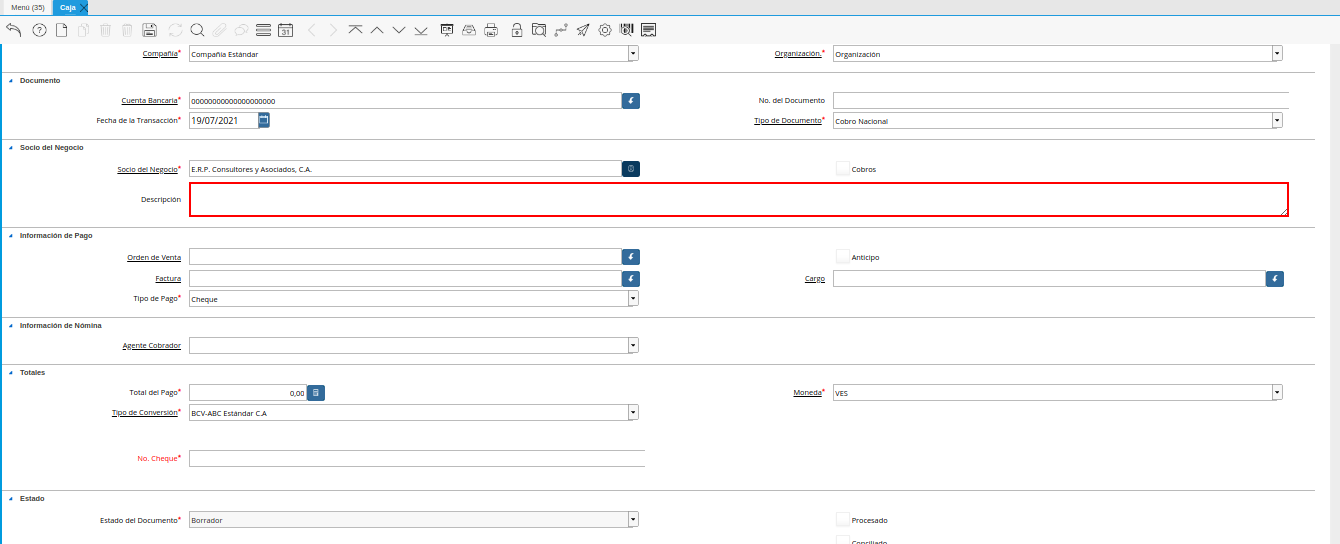 Menú (35) Caja
31
Compañía* Compañía Estándar Organización.* Organización
Documento
Cuenta Bancaria* 00000000000000000000 No. del Documento
Fecha de la Transacción* 19/07/2021 Tipo de Documento* Cobro Nacional
Socio del Negocio
Socio del Negocio* E.R.P. Consultores y Asociados, C.A. Cobros
Descripción
Información de Pago
Orden de Venta Anticipo
Factura Cargo
Tipo de Pago* Cheque
Información de Nómina
Agente Cobrador
Totales
Total del Pago* 0,00 Moneda* VES
Tipo de Conversión* BCV-ABC Estándar C.A
No. Cheque*
Estado
Estado del Documento* Borrador Procesado
Conciliado